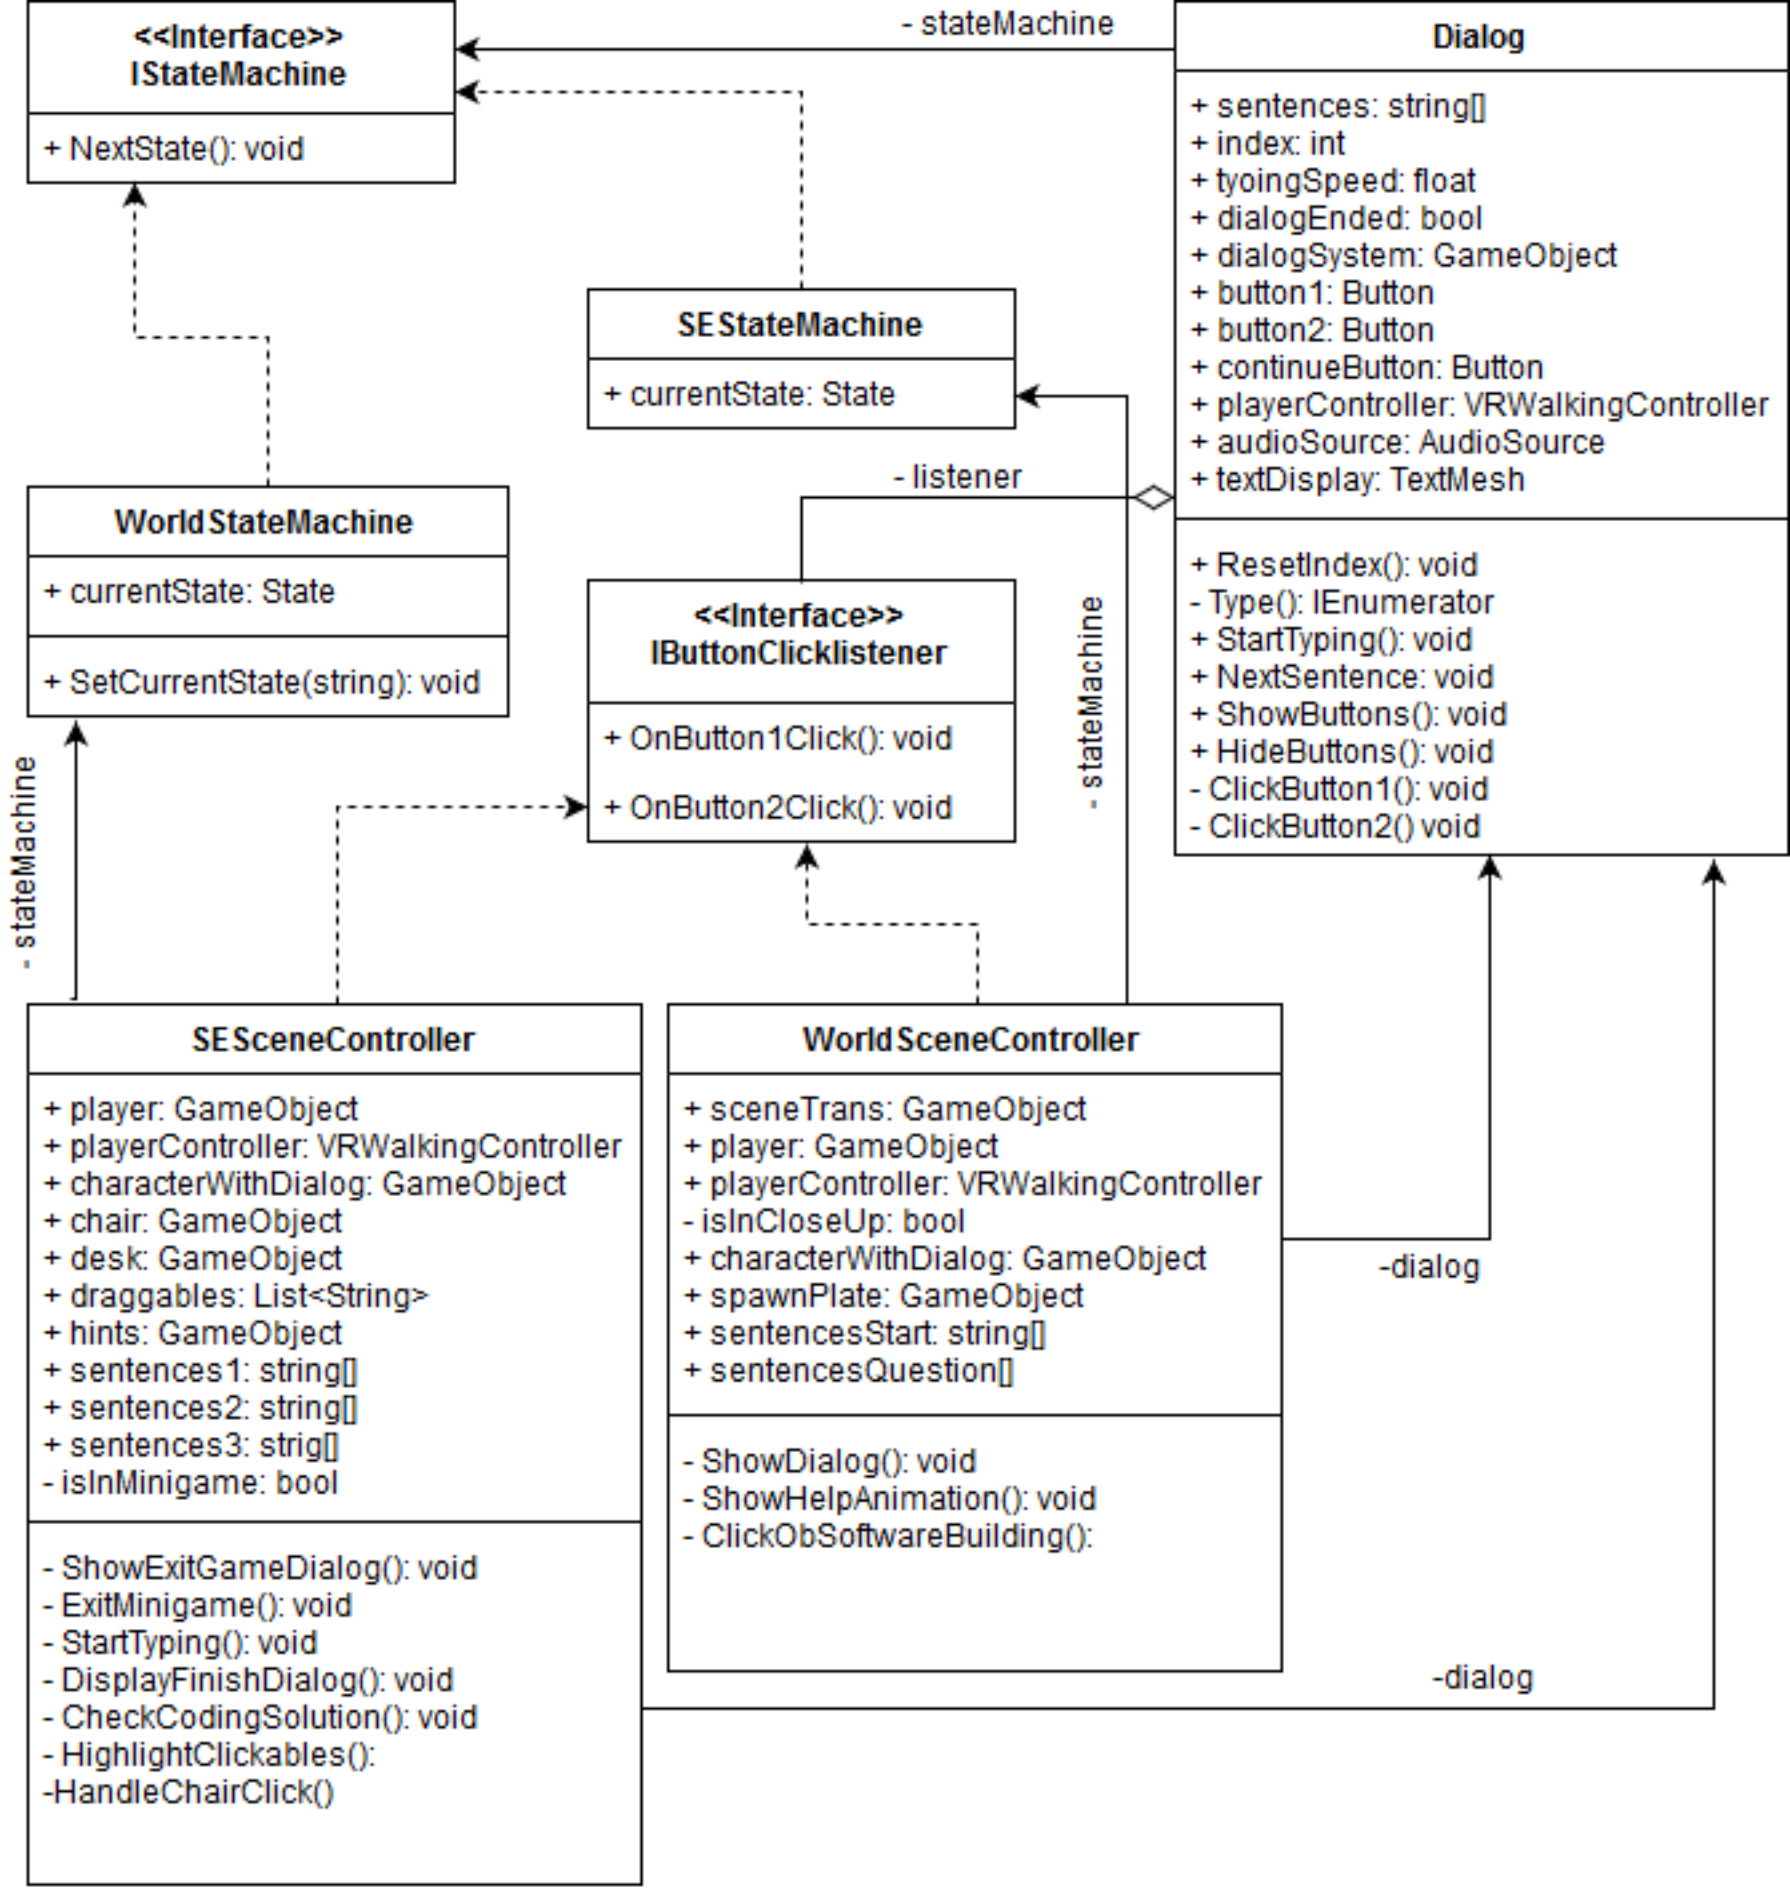 <<Interface>>
IStateMachine
+ NextState(): void
- stateMachine
Dialog
+ sentences: string[]
+ index: int
+ tyoingSpeed: float
+ dialogEnded: bool
+ dialogSystem: GameObject
+ button1: Button
+ button2: Button
+ continueButton: Button
+ playerController: VRWalkingController
+ audioSource: AudioSource
+ textDisplay: TextMesh
+ ResetIndex(): void
- Type(): IEnumerator
+ StartTyping(): void
+ NextSentence: void
+ ShowButtons(): void
+ HideButtons(): void
- ClickButton1(): void
- ClickButton2() void
SEStateMachine
+ currentState: State
- listener
WorldStateMachine
+ currentState: State
+ SetCurrentState(string): void
<<Interface>>
IButtonClicklistener
+ OnButton1Click(): void
+ OnButton2Click(): void
- stateMachine
- stateMachine
SESceneController
+ player: GameObject
+ playerController: VRWalkingController
+ characterWithDialog: GameObject
+ chair: GameObject
+ desk: GameObject
+ draggables: List<String>
+ hints: GameObject
+ sentences1: string[]
+ sentences2: string[]
+ sentences3: strig[]
- isInMinigame: bool
- ShowExitGameDialog(): void
- ExitMinigame(): void
- StartTyping(): void
- DisplayFinishDialog(): void
- CheckCodingSolution(): void
- HighlightClickables():
-HandleChairClick()
WorldSceneController
+ sceneTrans: GameObject
+ player: GameObject
+ playerController: VRWalkingController
- isInCloseUp: bool
+ characterWithDialog: GameObject
+ spawnPlate: GameObject
+ sentencesStart: string[]
+ sentencesQuestion[]
- ShowDialog(): void
- ShowHelpAnimation(): void
- ClickObSoftwareBuilding():
-dialog
-dialog